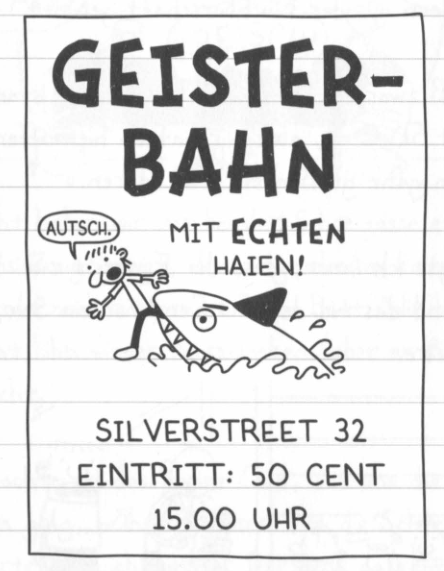 GEISTER-
BAHN
AUTSCH.
MIT ECHTEN
HAIEN!
SILVERSTREET 32
EINTRITT: 50 CENT
15.00 UHR